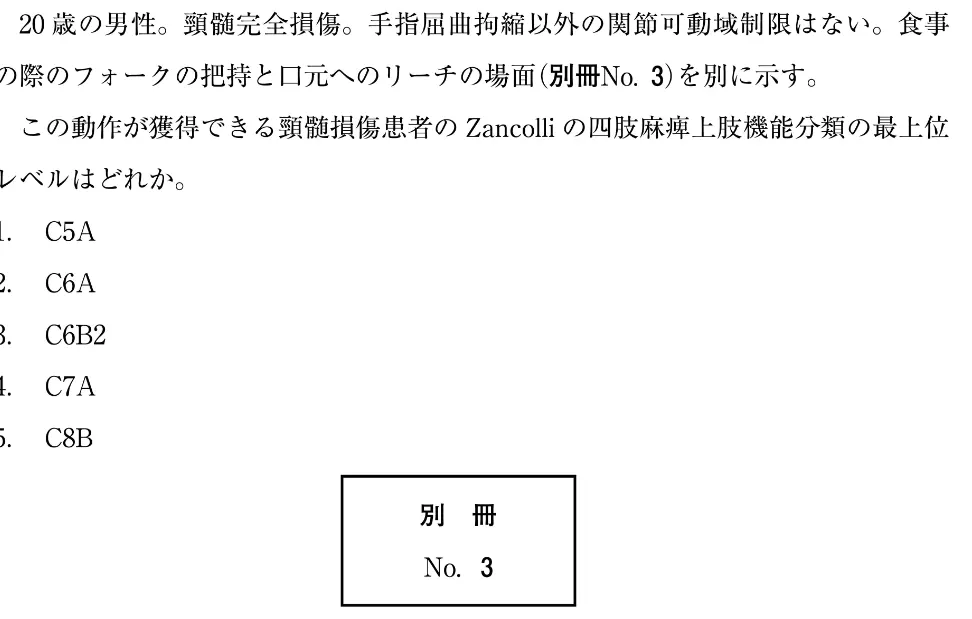 20歳の男性。頸髄完全損傷。手指屈曲拘縮以外の関節可動域制限はない。食事
の際のフォークの把持と口元へのリーチの場面(別冊No. 3)を別に示す。
この動作が獲得できる頸髄損傷患者の Zancolli の四肢麻痺上肢機能分類の最上位
レベルはどれか。
1. C5A
2. C6A
3. C6B2
4. C7A
5. C8B
別 冊
No. 3